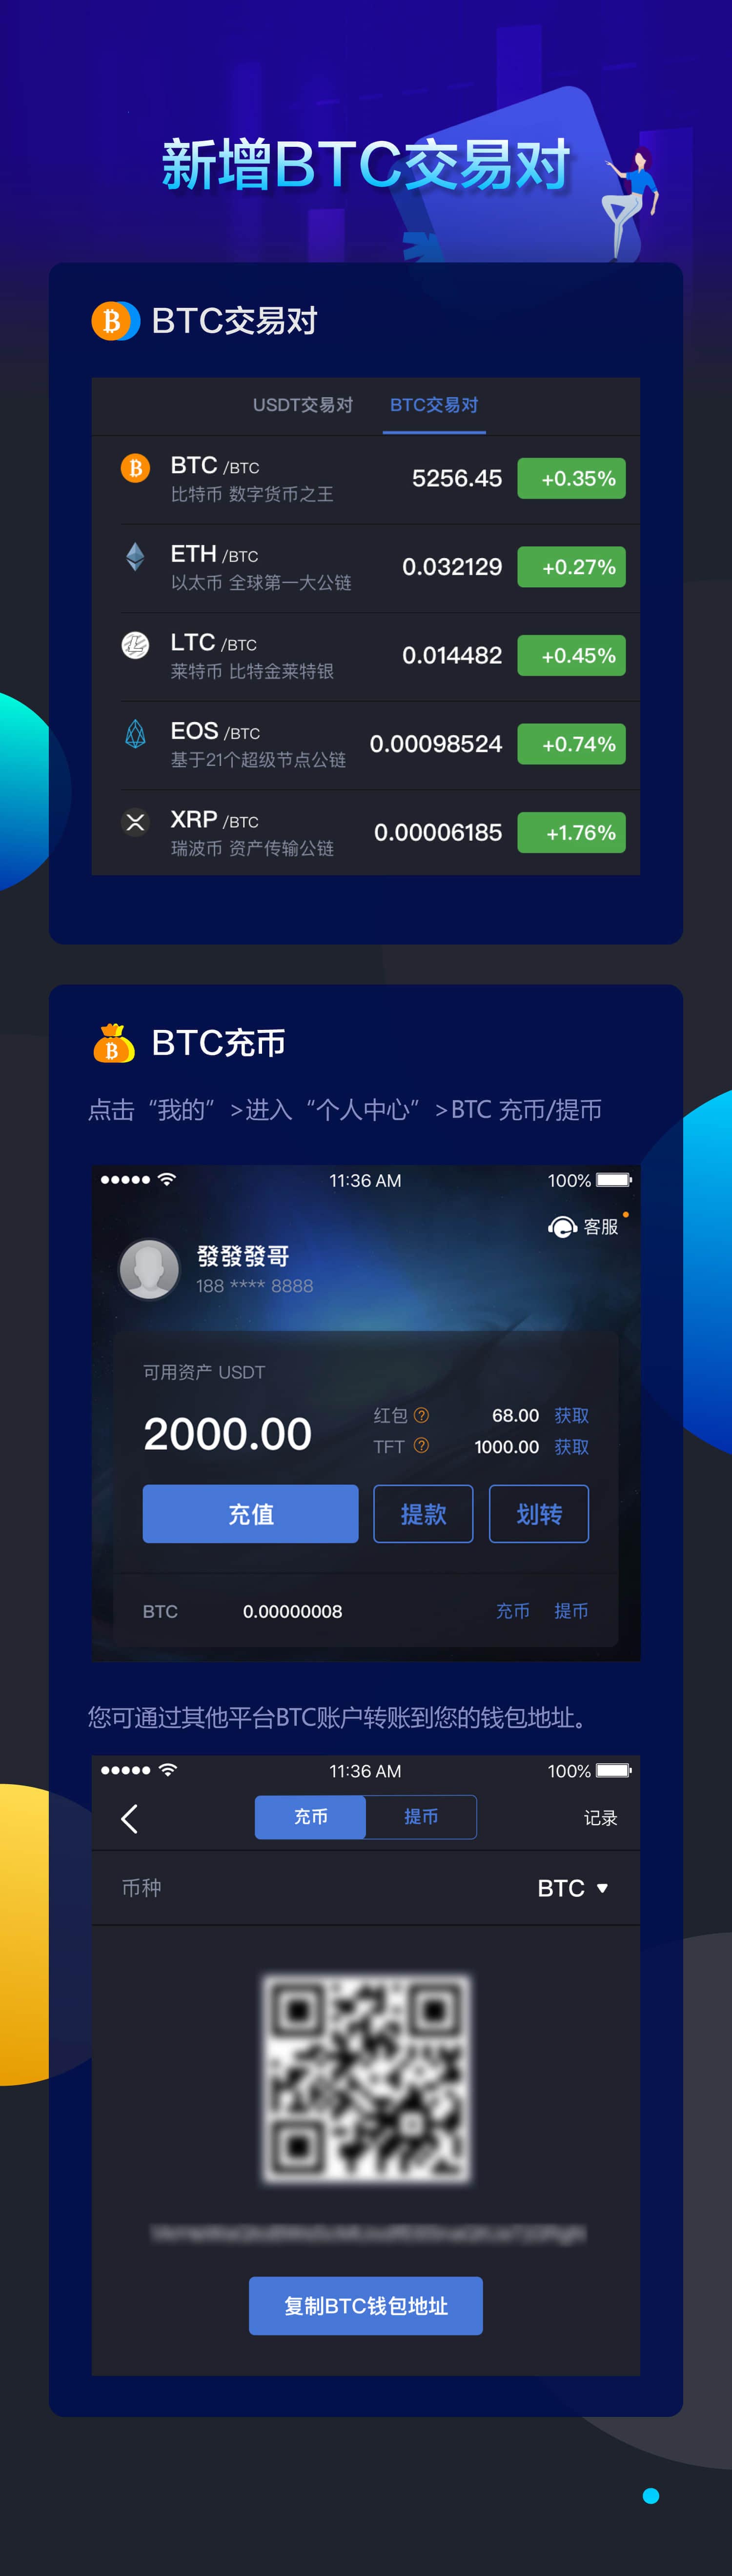 新增BTC交易对
BTC交易对
USDT交易对 BTC交易对
BTC /BTC 5256.45 +0.35%
比特币 数字货币之王
ETH /BTC 0.032129 +0.27%
以太币 全球第一大公链
LTC /BTC 0.014482 +0.45%
莱特币 比特金莱特银
EOS /BTC 0.00098524 +0.74%
基于21个超级节点公链
XRP /BTC 0.00006185 +1.76%
瑞波币 资产传输公链
BTC充币
点击“我的”>进入“个人中心”>BTC 充币/提币
11:36 AM 100%
客服
發發發哥
188 **** 8888
可用资产 USDT
2000.00
红包 ? 68.00 获取
TFT ? 1000.00 获取
充值 提款 划转
BTC 0.00000008 充币 提币
您可通过其他平台BTC账户转账到您的钱包地址。
11:36 AM 100%
充币 提币 记录
币种 BTC
复制BTC钱包地址